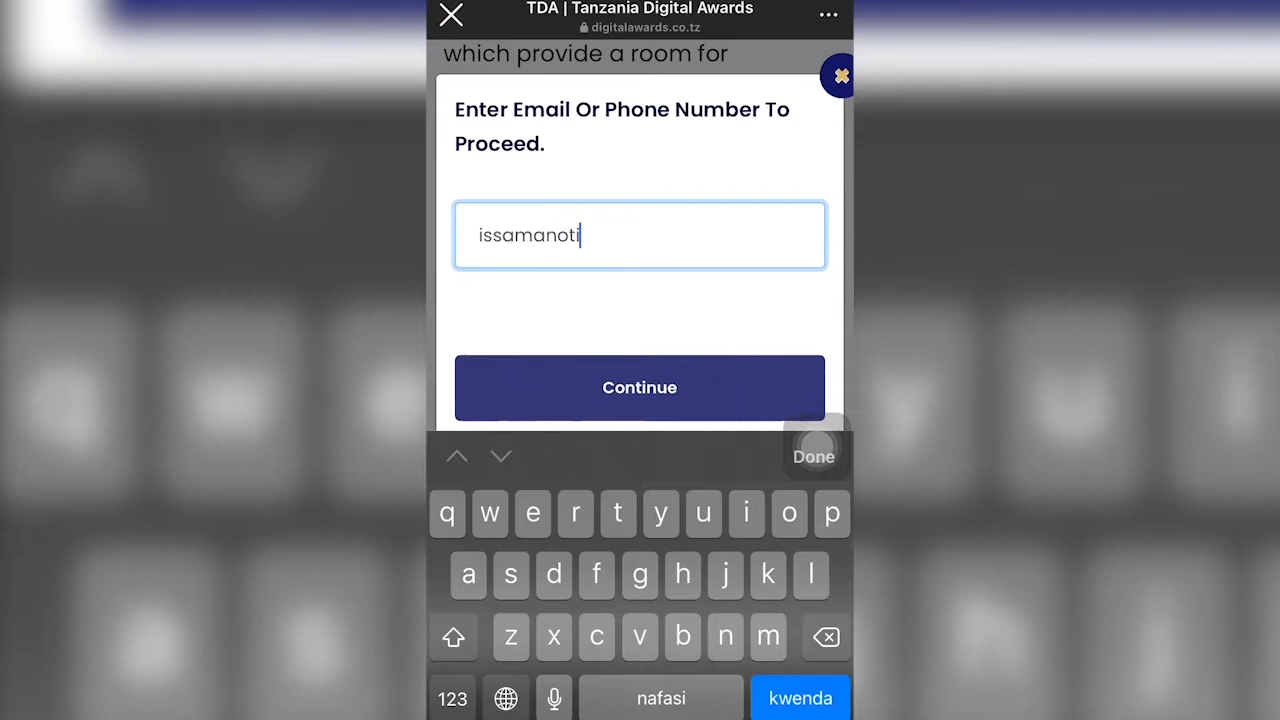 TDA | Tanzania Digital Awards
digitalawards.co.tz
which provide a room for
Enter Email Or Phone Number To
Proceed.
issamanoti
Continue
Done
q w e r t y u i o p
a s d f g h j k l
z x c v b n m
123 nafasi kwenda